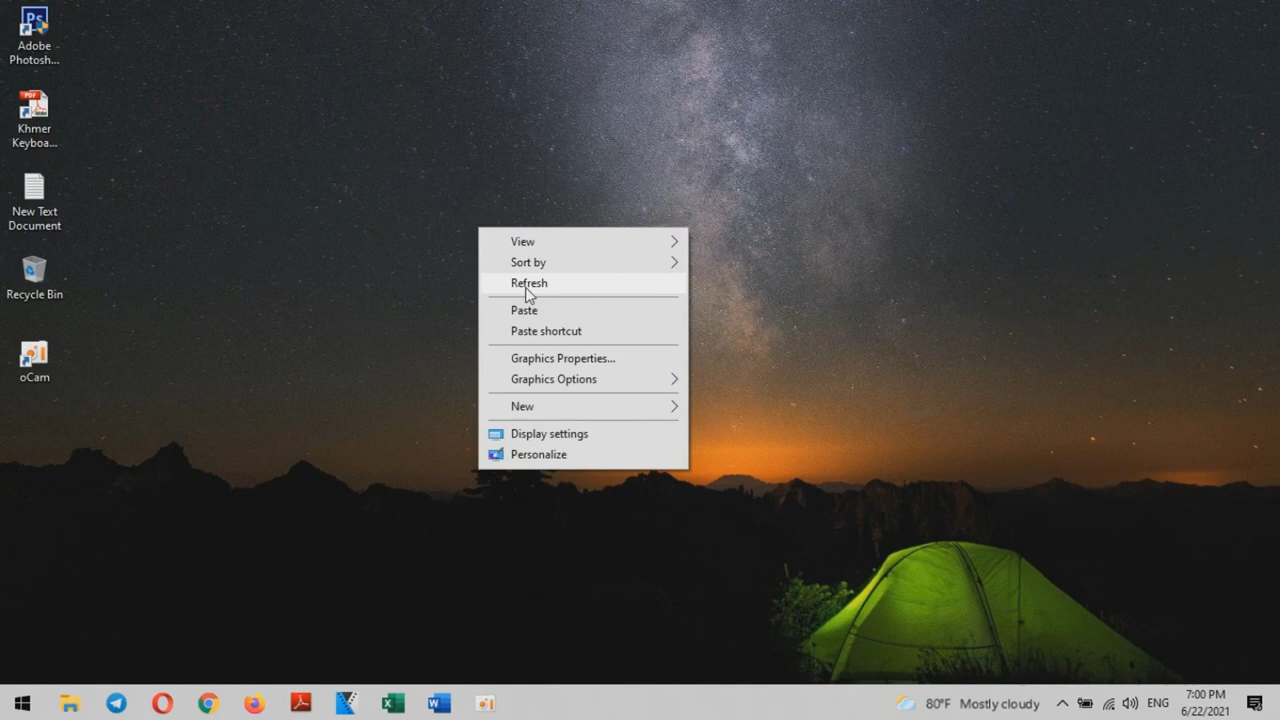 Adobe
Photosh...
Khmer
Keyboa...
New Text
Document
Recycle Bin
oCam
View
Sort by
Refresh
Paste
Paste shortcut
Graphics Properties...
Graphics Options
New
Display settings
Personalize
80°F Mostly cloudy
ENG
7:00 PM
6/22/2021